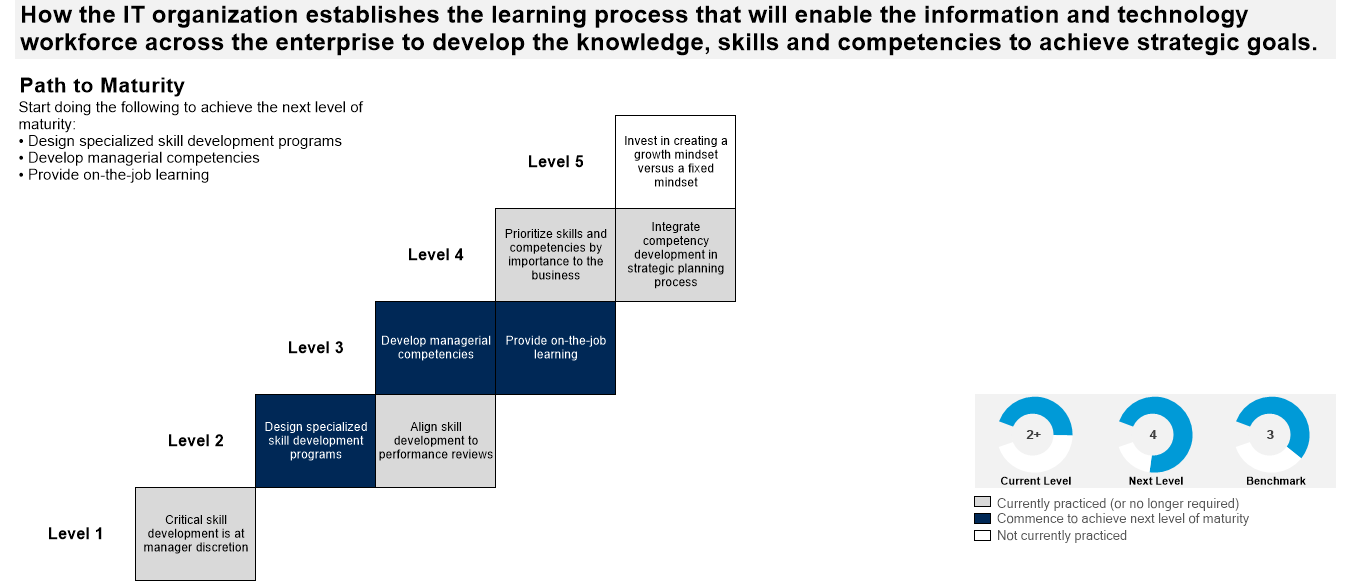 How the IT organization establishes the learning process that will enable the information and technology
workforce across the enterprise to develop the knowledge, skills and competencies to achieve strategic goals.
Path to Maturity
Start doing the following to achieve the next level of
maturity:
• Design specialized skill development programs
• Develop managerial competencies
• Provide on-the-job learning
Level 5
Invest in creating a
growth mindset
versus a fixed
mindset
Level 4
Prioritize skills and
competencies by
importance to the
business
Integrate
competency
development in
strategic planning
process
Level 3
Develop managerial
competencies
Provide on-the-job
learning
Level 2
Design specialized
skill development
programs
Align skill
development to
performance reviews
Level 1
Critical skill
development is at
manager discretion
2+
Current Level
4
Next Level
3
Benchmark
Currently practiced (or no longer required)
Commence to achieve next level of maturity
Not currently practiced